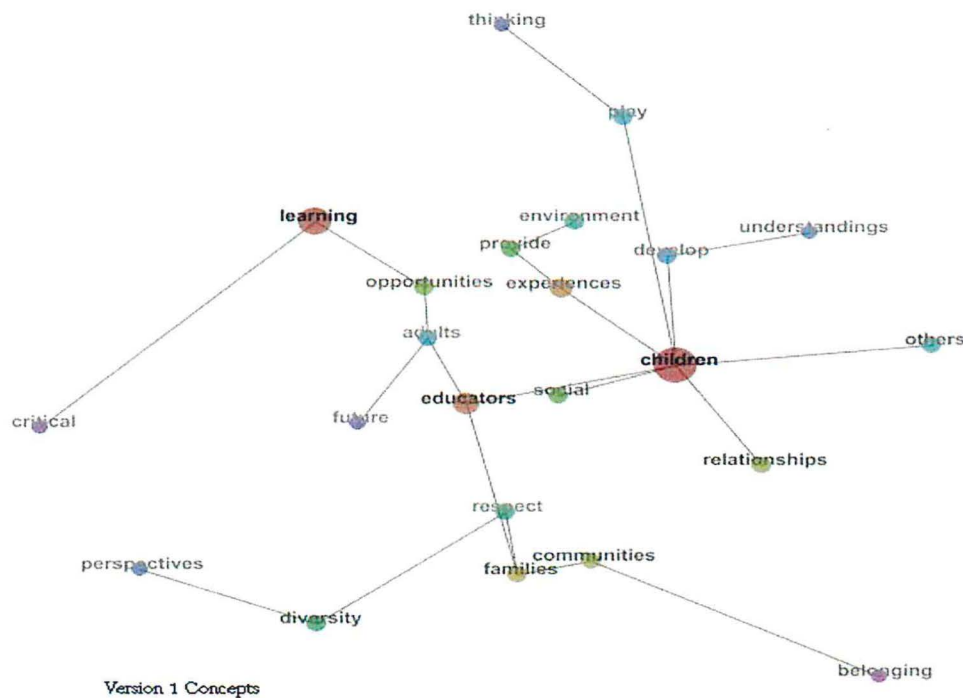 thinking
play
learning
environment
understandings
provide
develop
opportunities
experiences
adults
others
children
social
educators
critical
future
relationships
respect
communities
perspectives
families
diversity
belonging
Version 1 Concepts